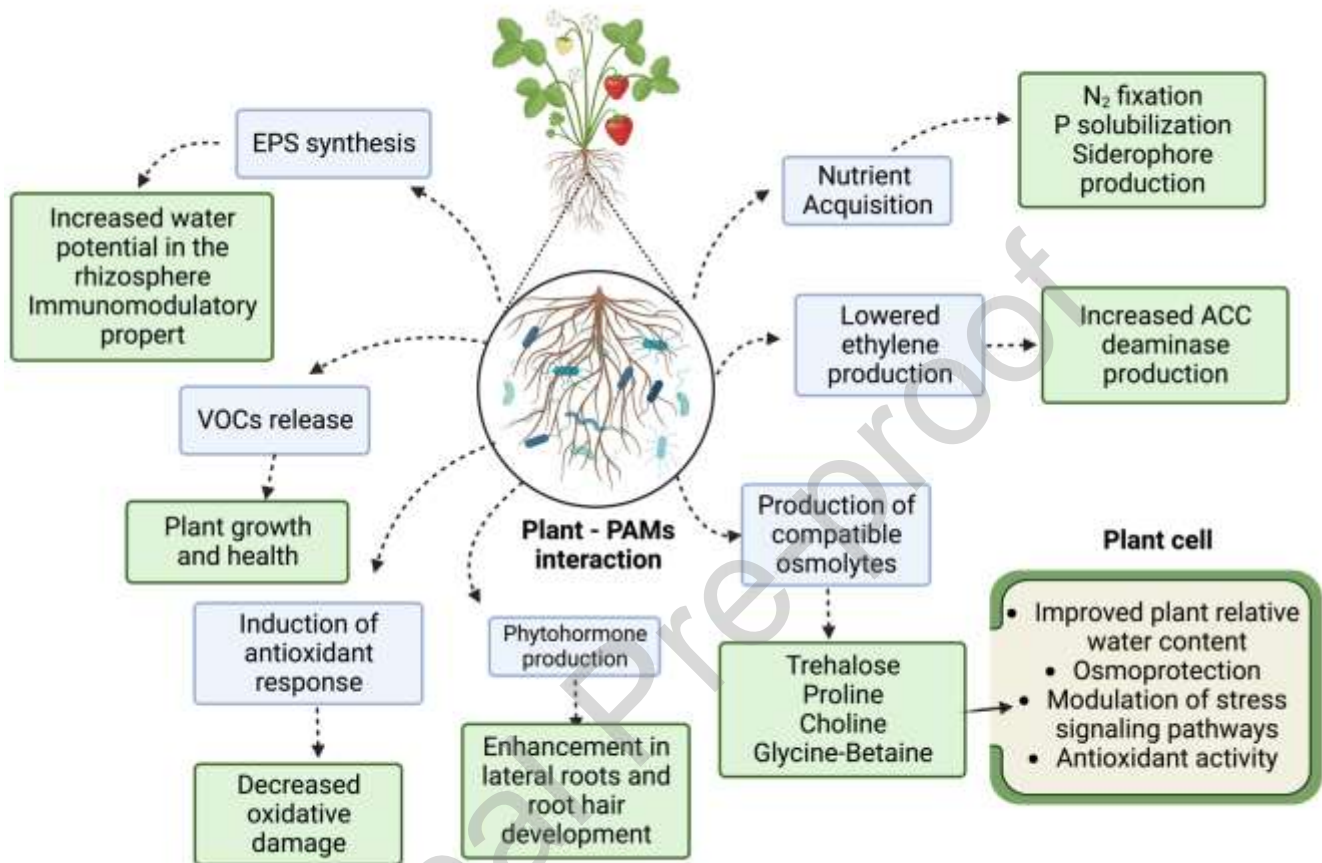 EPS synthesis
Increased water
potential in the
rhizosphere
Immunomodulatory
propert
VOCs release
Plant growth
and health
Induction of
antioxidant
response
Decreased
oxidative
damage
Phytohormone
production
Enhancement in
lateral roots and
root hair
development
Plant - PAMs
interaction
Nutrient
Acquisition
N₂ fixation
P solubilization
Siderophore
production
Lowered
ethylene
production
Increased ACC
deaminase
production
Production of
compatible
osmolytes
Trehalose
Proline
Choline
Glycine-Betaine
Plant cell
• Improved plant relative
water content
• Osmoprotection
• Modulation of stress
signaling pathways
• Antioxidant activity
al Pre-proof